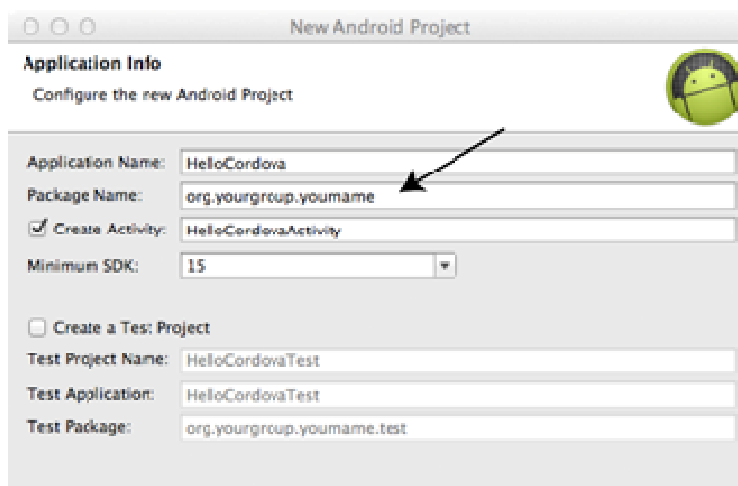 New Android Project
Application Info
Configure the new Android Project
Application Name: HelloCordova
Package Name: org.yourgroup.yourname
Create Activity: HelloCordovaActivity
Minimum SDK: 15
Create a Test Project
Test Project Name: HelloCordovaTest
Test Application: HelloCordovaTest
Test Package: org.yourgroup.yourname.test